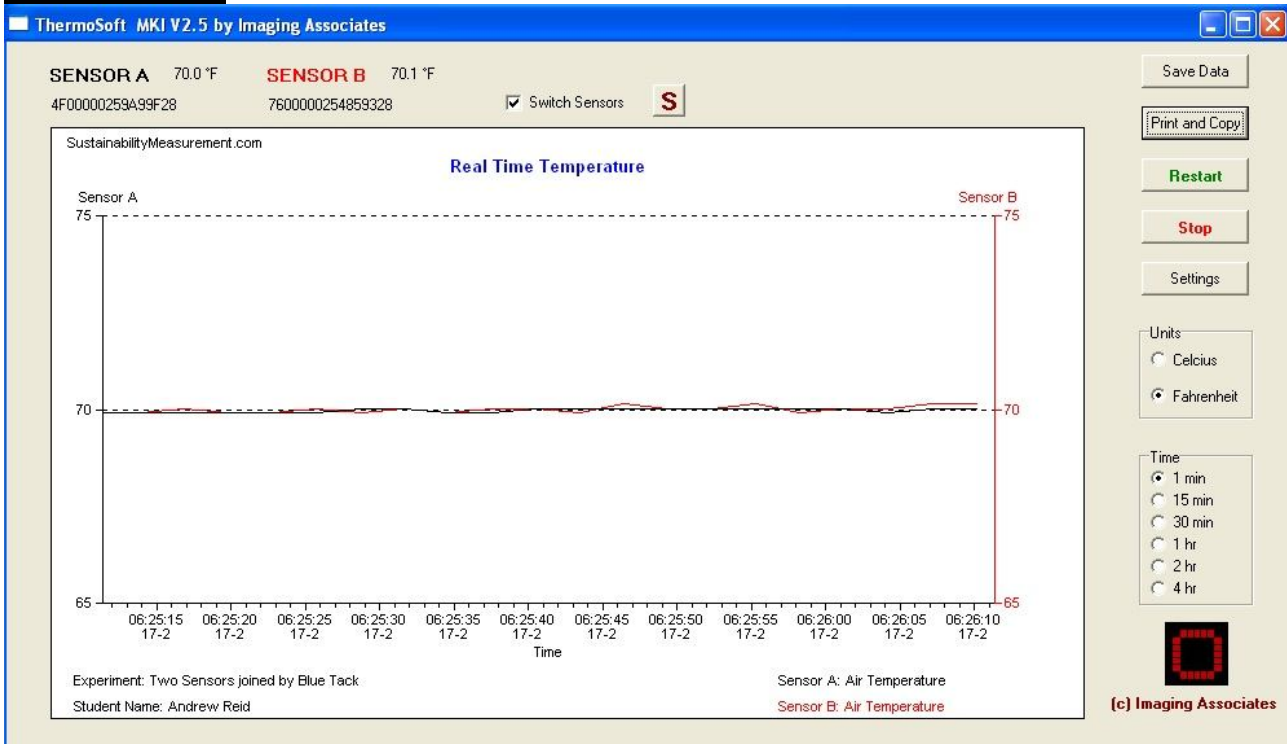 ThermoSoft MKI V2.5 by Imaging Associates
SENSOR A 70.0 °F SENSOR B 70.1 °F
4F00000259A99F28 7600000254859328 Switch Sensors S
Save Data
Print and Copy
Restart
Stop
Settings
Units
Celcius
Fahrenheit
Time
1 min
15 min
30 min
1 hr
2 hr
4 hr
(c) Imaging Associates
SustainabilityMeasurement.com
Real Time Temperature
Sensor A Sensor B
75 75
70 70
65 65
06:25:15 06:25:20 06:25:25 06:25:30 06:25:35 06:25:40 06:25:45 06:25:50 06:25:55 06:26:00 06:26:05 06:26:10
17-2 17-2 17-2 17-2 17-2 17-2 17-2 17-2 17-2 17-2 17-2 17-2
Time
Experiment: Two Sensors joined by Blue Tack Sensor A: Air Temperature
Student Name: Andrew Reid Sensor B: Air Temperature